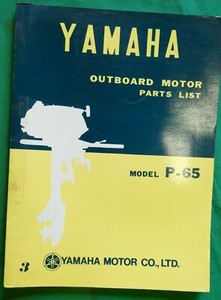 YAMAHA
OUTBOARD MOTOR
PARTS LIST
MODEL P-65
3 YAMAHA MOTOR CO., LTD.